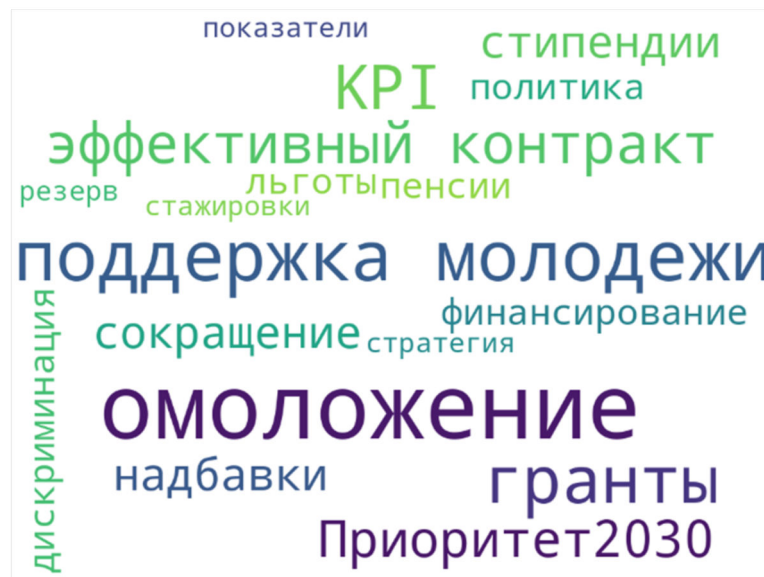 показатели
стипендии
KPI
политика
эффективный контракт
льготы
пенсии
резерв
стажировки
поддержка молодежи
финансирование
сокращение
стратегия
дискриминация
омоложение
надбавки
гранты
Приоритет2030